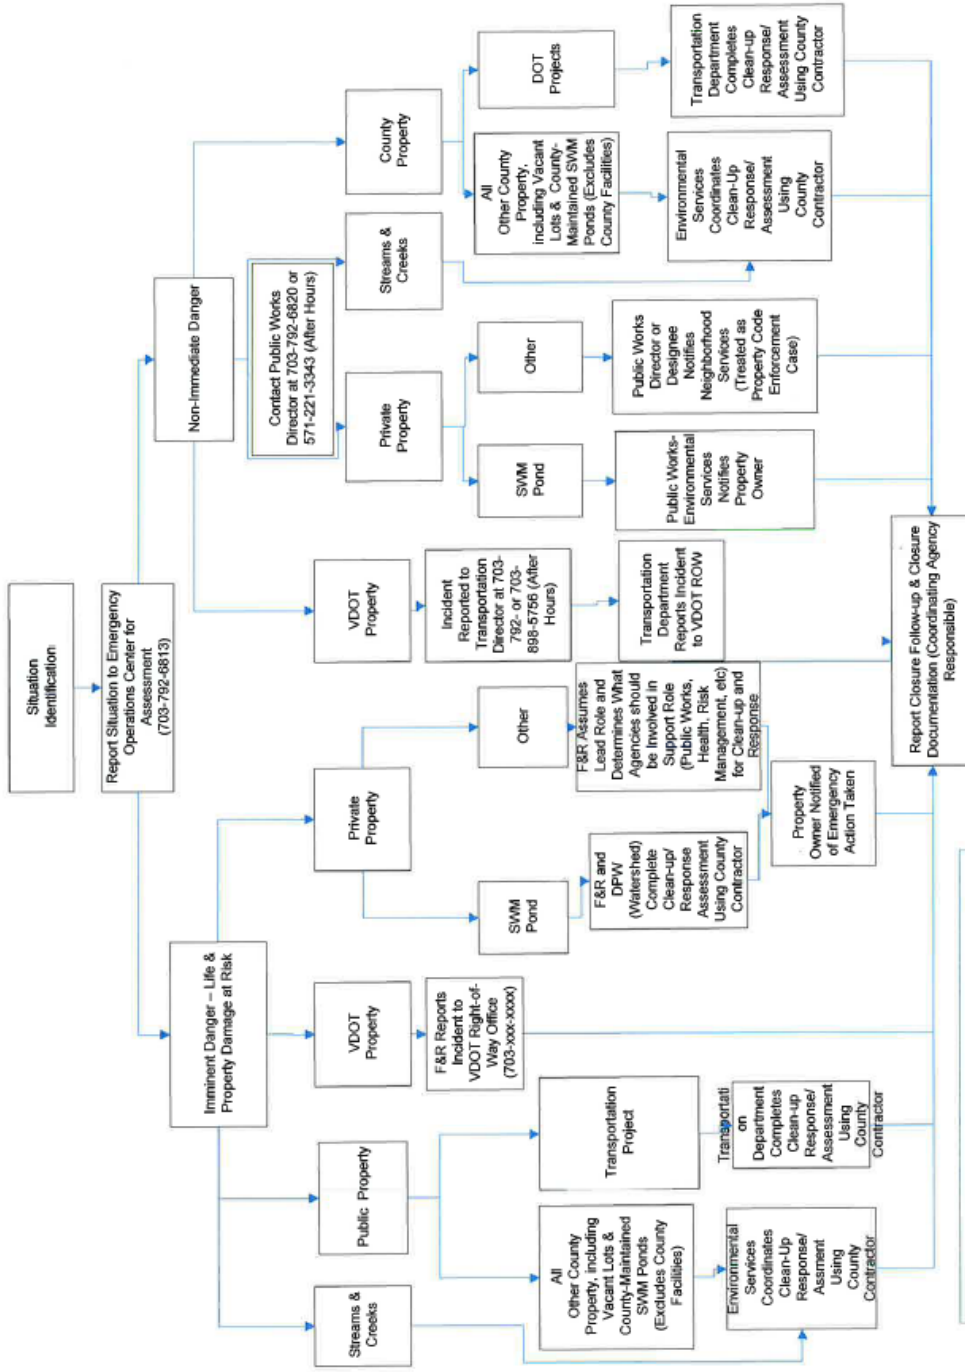 Situation
Identification
Report Situation to Emergency
Operations Center for
Assessment
(703-792-6813)
Imminent Danger – Life &
Property Damage at Risk
Non-Immediate Danger
Contact Public Works
Director at 703-792-6820 or
571-221-3343 (After Hours)
Streams &
Creeks
Public Property
VDOT
Property
Private
Property
VDOT
Property
Private
Property
Streams &
Creeks
County
Property
F&R Reports
Incident to
VDOT Right-of-
Way Office
(703-xxx-xxxx)
SWM
Pond
Other
Incident
Reported to
Transportation
Director at 703-
792- or 703-
898-5756 (After
Hours)
SWM
Pond
Other
All
Other County
Property,
including Vacant
Lots & County-
Maintained SWM
Ponds (Excludes
County Facilities)
DOT
Projects
All
Other County
Property, including
Vacant Lots &
County-Maintained
SWM Ponds
(Excludes County
Facilities)
Transportation
Project
F&R and
DPW
(Watershed)
Complete
Clean-up/
Response
Assessment
Using County
Contractor
F&R Assumes
Lead Role and
Determines What
Agencies should
be Involved in
Support Role
(Public Works,
Health, Risk
Management, etc)
for Clean-up and
Response
Transportation
Department
Reports Incident
to VDOT ROW
Public Works-
Environmental
Services
Notifies
Property
Owner
Public Works
Director or
Designee
Notifies
Neighborhood
Services
(Treated as
Property Code
Enforcement
Case)
Environmental
Services
Coordinates
Clean-Up
Response/
Assessment
Using
County
Contractor
Transportation
Department
Completes
Clean-up
Response/
Assessment
Using County
Contractor
Environmental
Services
Coordinates
Clean-Up
Response/
Assment
Using
County
Contractor
Transportati
on
Department
Completes
Clean-up
Response/
Assessment
Using
County
Contractor
Property
Owner Notified
of Emergency
Action Taken
Report Closure Follow-up & Closure
Documentation (Coordinating Agency
Responsible)